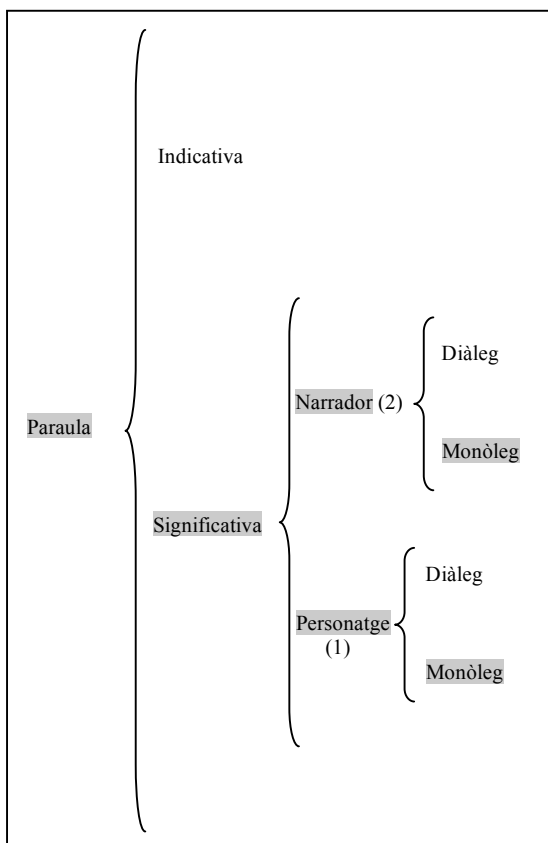 Indicativa
Diàleg
Narrador (2)
Paraula
Monòleg
Significativa
Diàleg
Personatge
(1)
Monòleg